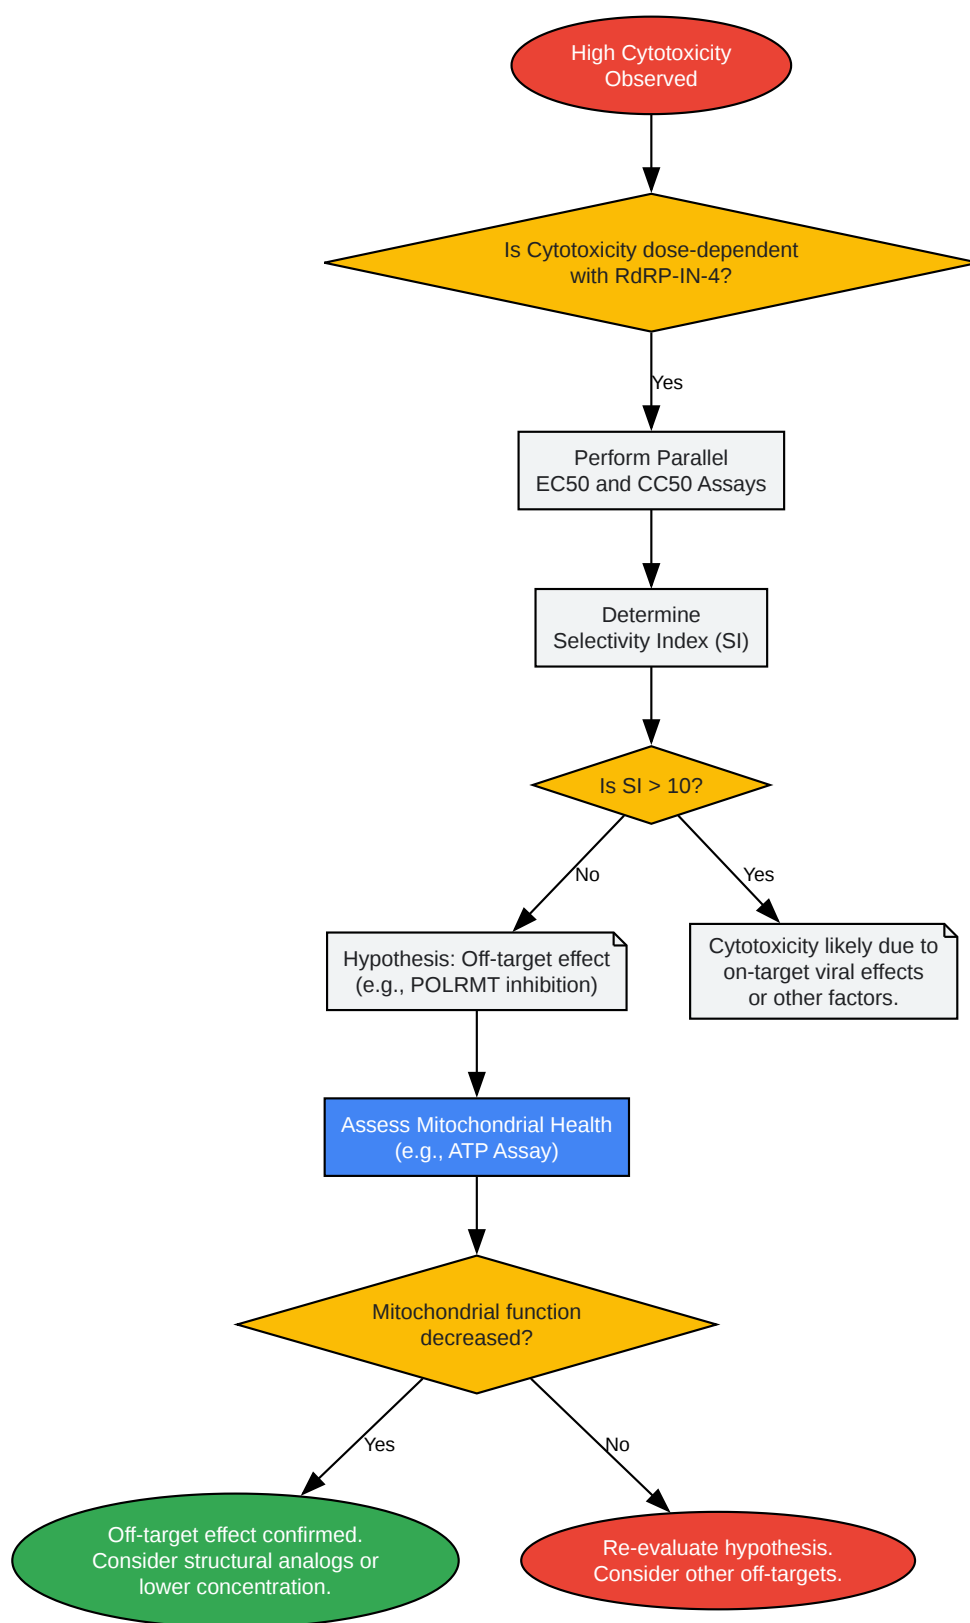 High Cytotoxicity
Observed
Is Cytotoxicity dose-dependent
with RdRP-IN-4?
Yes
Perform Parallel
EC50 and CC50 Assays
Determine
Selectivity Index (SI)
Is SI > 10?
No
Yes
Hypothesis: Off-target effect
(e.g., POLRMT inhibition)
Cytotoxicity likely due to
on-target viral effects
or other factors.
Assess Mitochondrial Health
(e.g., ATP Assay)
Mitochondrial function
decreased?
Yes
No
Off-target effect confirmed.
Consider structural analogs or
lower concentration.
Re-evaluate hypothesis.
Consider other off-targets.